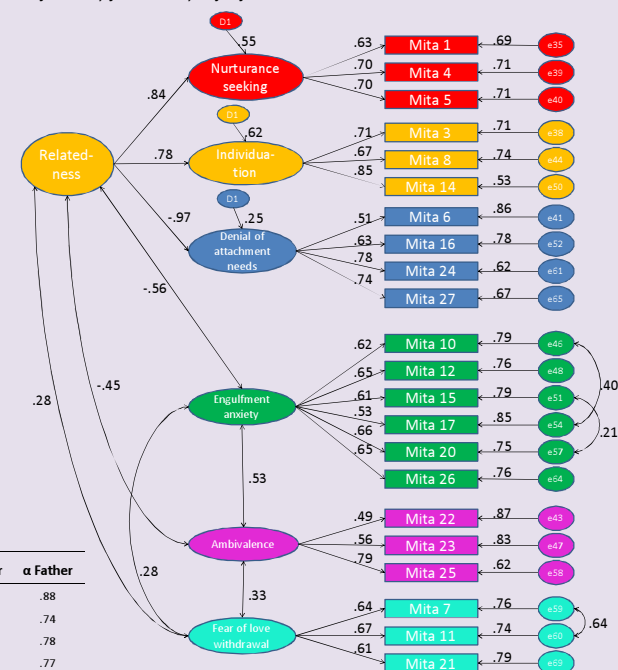 D1
.55
Nurturance
seeking
.63
Mita 1
.69
e35
.70
Mita 4
.71
e39
.70
Mita 5
.71
e40
.84
D1
.62
Related-
ness
.78
Individua-
tion
.71
Mita 3
.71
e38
.67
Mita 8
.74
e44
.85
Mita 14
.53
e50
D1
.25
-.97
Denial of
attachment
needs
.51
Mita 6
.86
e41
.63
Mita 16
.78
e52
.78
Mita 24
.62
e61
.74
Mita 27
.67
e65
-.56
.28
-.45
Engulfment
anxiety
.62
Mita 10
.79
e46
.65
Mita 12
.76
e48
.61
Mita 15
.79
e51
.53
Mita 17
.85
e54
.66
Mita 20
.75
e57
.65
Mita 26
.76
e64
.40
.21
.53
Ambivalence
.49
Mita 22
.87
e43
.56
Mita 23
.83
e47
.79
Mita 25
.62
e58
.28
.33
Fear of love
withdrawal
.64
Mita 7
.76
e59
.67
Mita 11
.74
e60
.61
Mita 21
.79
e69
.64
r α Father
.88
.74
.78
.77